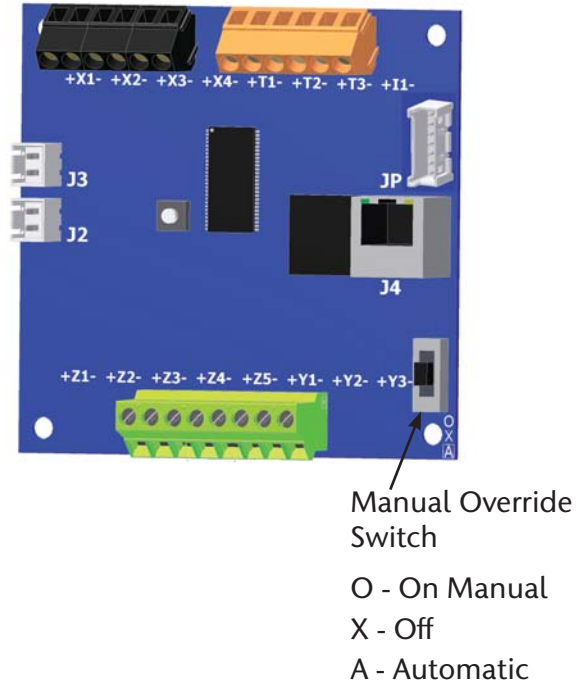 +X1- +X2- +X3- +X4- +T1- +T2- +T3- +I1-
J3
JP
J2
J4
+Z1- +Z2- +Z3- +Z4- +Z5- +Y1- +Y2- +Y3-
O
X
A
Manual Override
Switch
O - On Manual
X - Off
A - Automatic